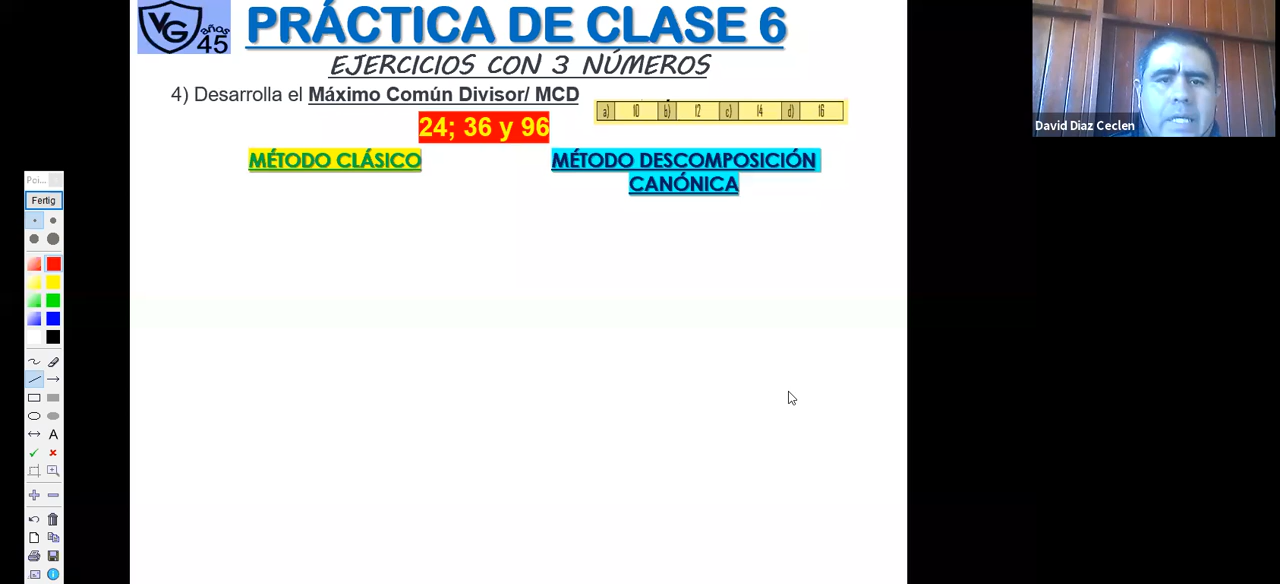 VG años 45
PRÁCTICA DE CLASE 6
EJERCICIOS CON 3 NÚMEROS
4) Desarrolla el Máximo Común Divisor/ MCD
a) 10 b) 12 c) 14 d) 16
24; 36 y 96
MÉTODO CLÁSICO
MÉTODO DESCOMPOSICIÓN
CANÓNICA
David Diaz Ceclen
Poi...
Fertig
A